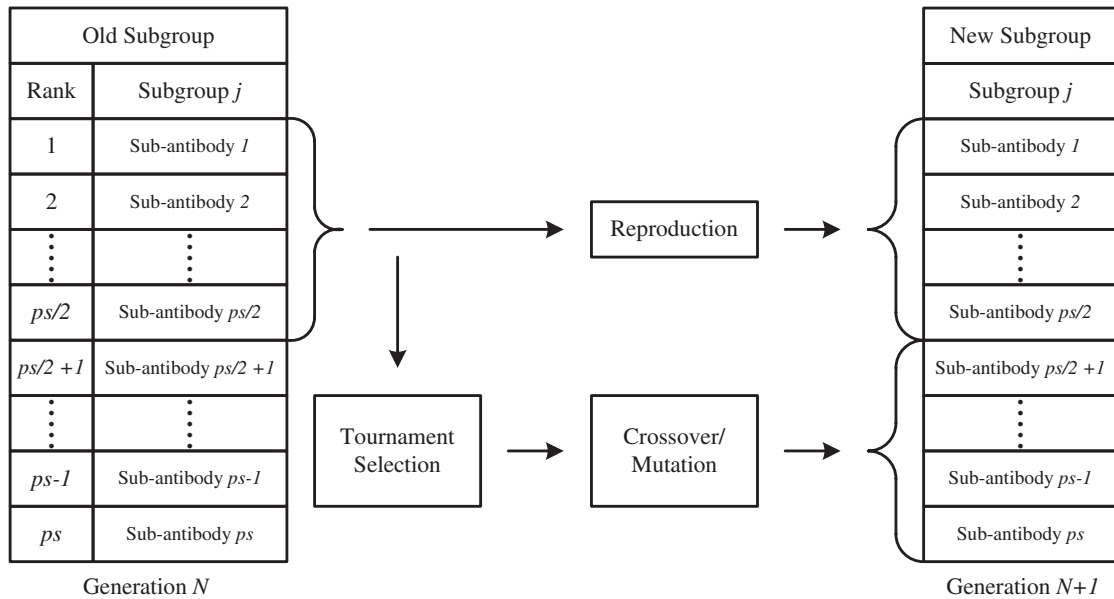 Old Subgroup
Rank Subgroup j
1 Sub-antibody 1
2 Sub-antibody 2
ps/2 Sub-antibody ps/2
ps/2 +1 Sub-antibody ps/2 +1
ps-1 Sub-antibody ps-1
ps Sub-antibody ps
Generation N
Reproduction
Tournament
Selection
Crossover/
Mutation
New Subgroup
Subgroup j
Sub-antibody 1
Sub-antibody 2
Sub-antibody ps/2
Sub-antibody ps/2 +1
Sub-antibody ps-1
Sub-antibody ps
Generation N+1